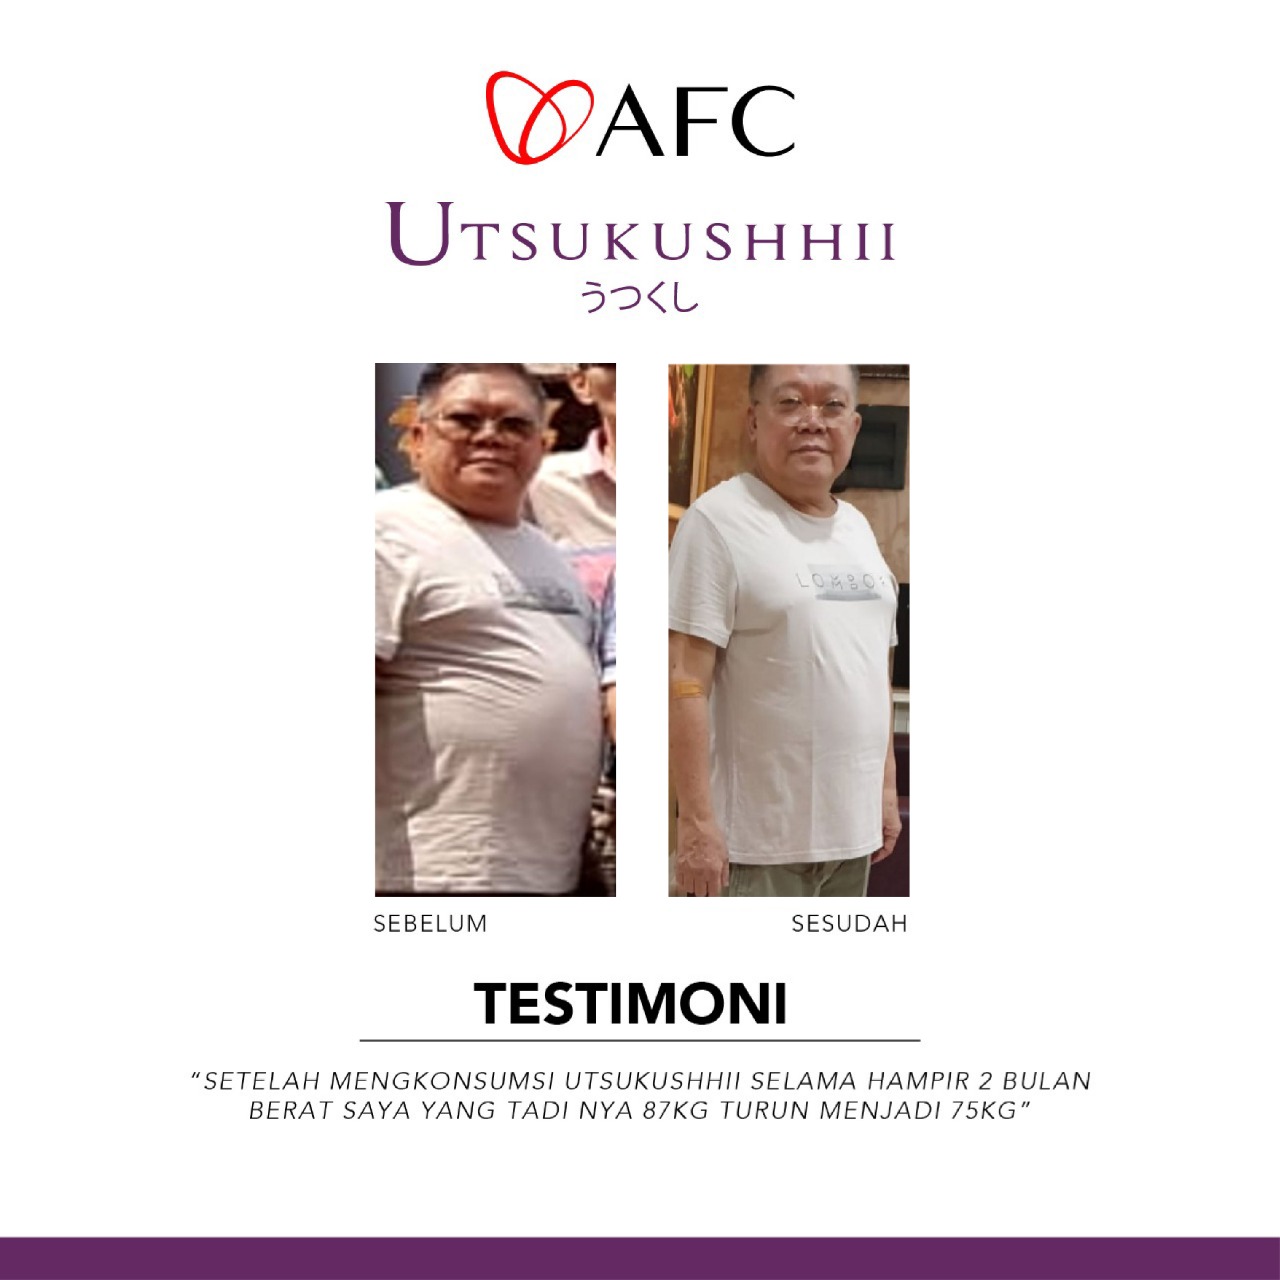 AFC
UTSUKUSHHII
うつくし
LOMBO
SEBELUM
SESUDAH
TESTIMONI
“SETELAH MENGKONSUMSI UTSUKUSHHII SELAMA HAMPIR 2 BULAN
BERAT SAYA YANG TADI NYA 87KG TURUN MENJADI 75KG”